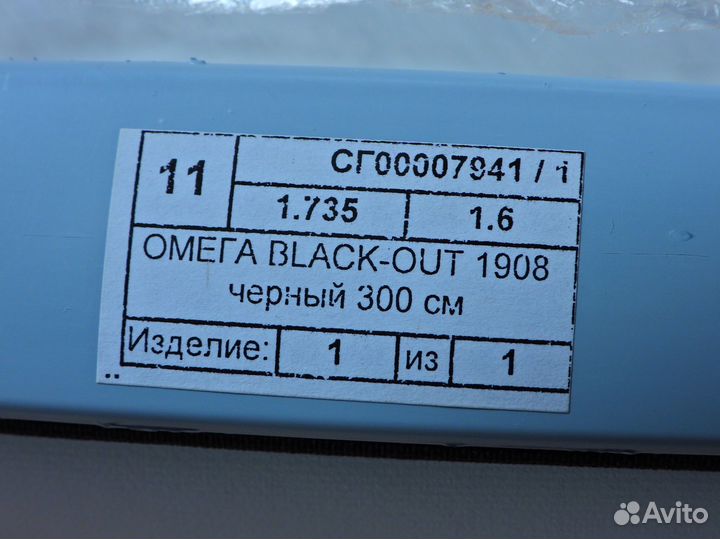 11
СГ00007941 / 1
1.735 1.6
ОМЕГА BLACK-OUT 1908
черный 300 см
Изделие: 1 из 1
Avito